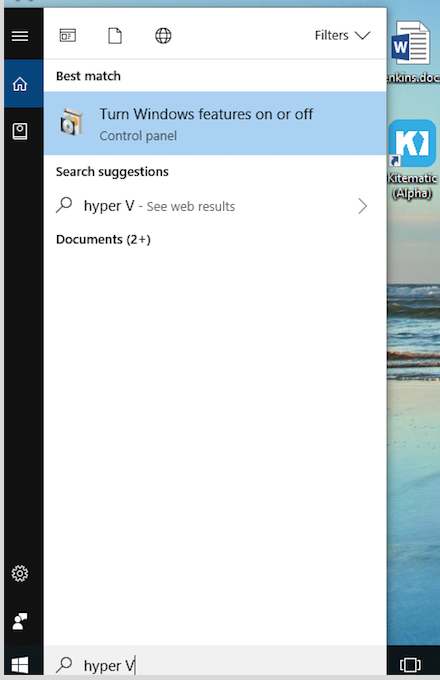 Filters
Best match
Turn Windows features on or off
Control panel
Search suggestions
hyper V - See web results
Documents (2+)
hyper V
W
enkins.doc
Kitematic
(Alpha)